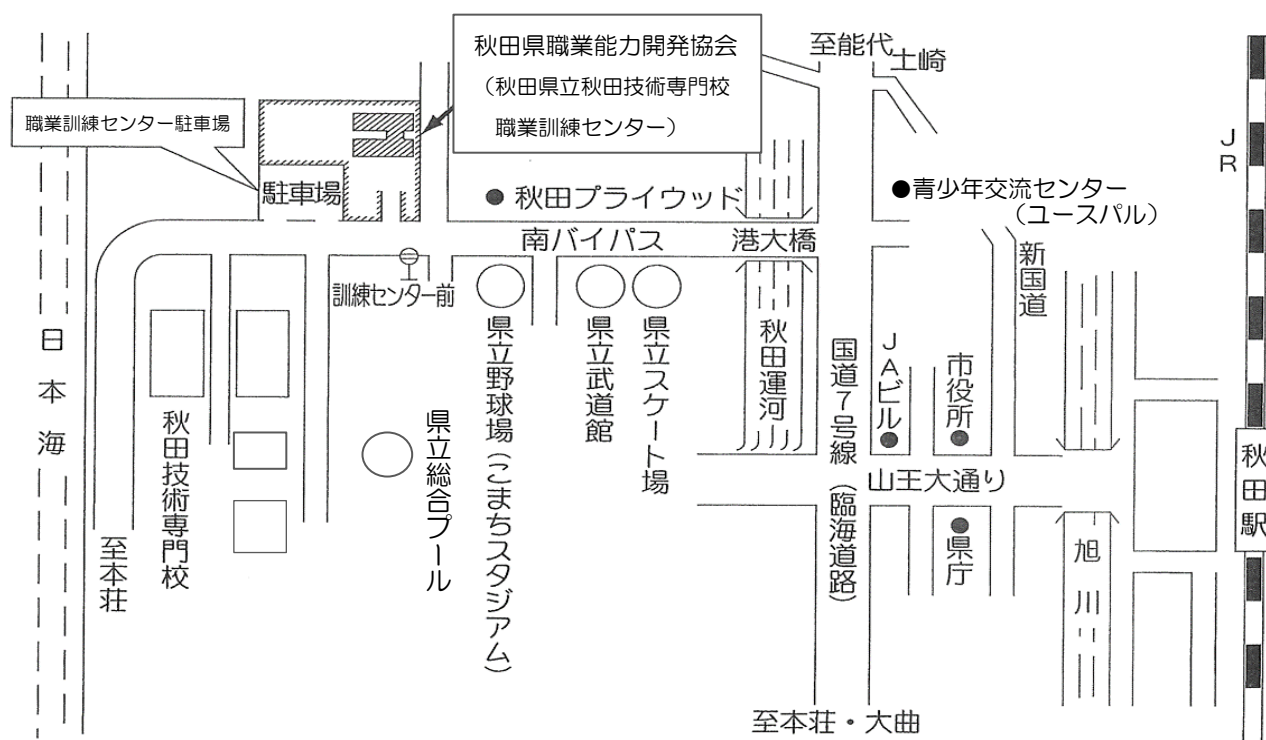 秋田県職業能力開発協会
（秋田県立秋田技術専門校
職業訓練センター）
至能代
土崎
職業訓練センター駐車場
JR
駐車場
●秋田プライウッド
●青少年交流センター
（ユースパル）
南バイパス
港大橋
新国道
訓練センター前
日本海
秋田技術専門校
県立総合プール
県立野球場（こまちスタジアム）
県立武道館
県立スケート場
秋田運河
国道7号線（臨海道路）
JAビル
市役所
山王大通り
県庁
旭川
秋田駅
至本荘
至本荘・大曲